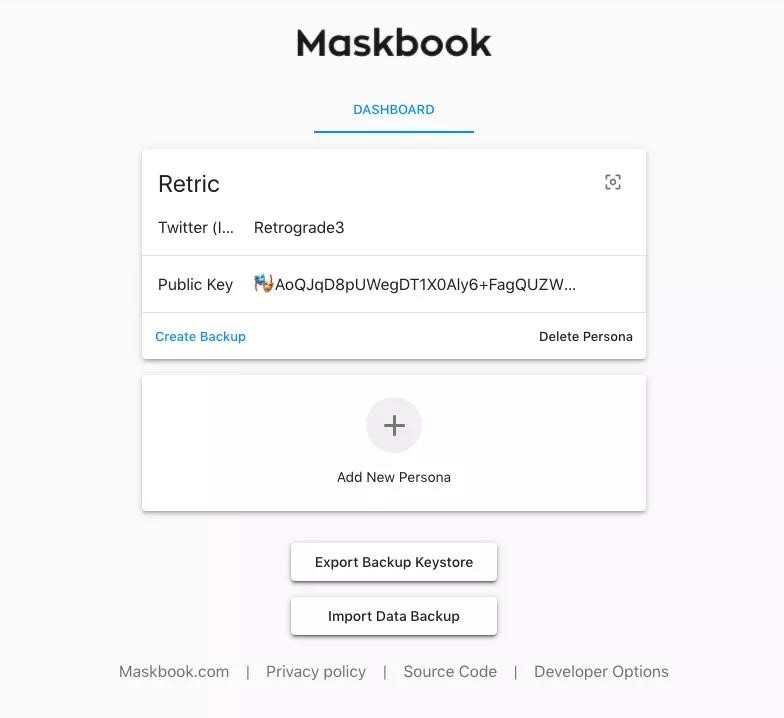 Maskbook
DASHBOARD
Retric
Twitter (I... Retrograde3
Public Key 🎭AoQJqD8pUWegDT1X0Aly6+FagQUZW...
Create Backup Delete Persona
Add New Persona
Export Backup Keystore
Import Data Backup
Maskbook.com | Privacy policy | Source Code | Developer Options